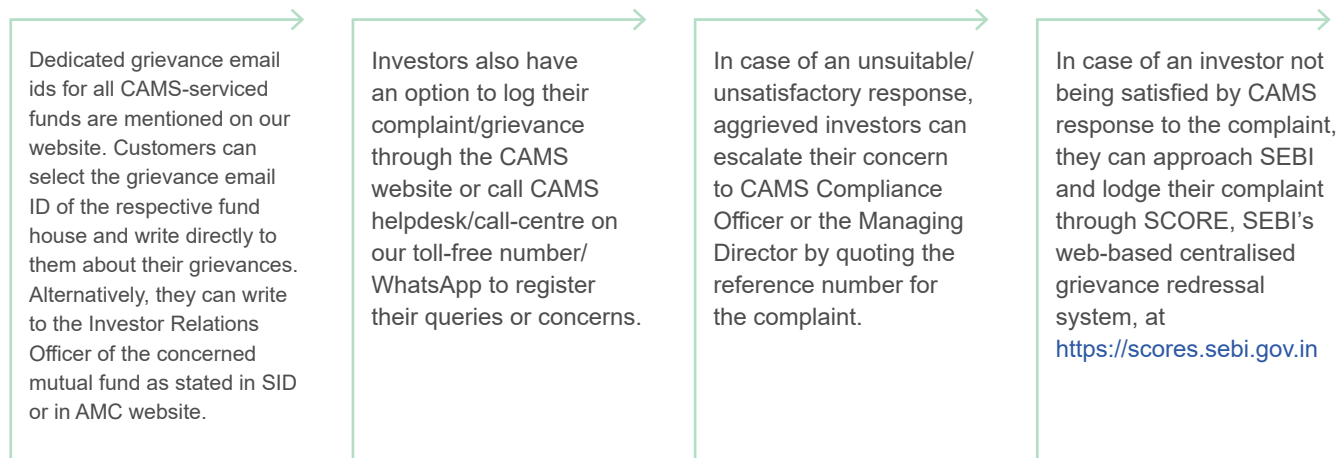 Dedicated grievance email
ids for all CAMS-serviced
funds are mentioned on our
website. Customers can
select the grievance email
ID of the respective fund
house and write directly to
them about their grievances.
Alternatively, they can write
to the Investor Relations
Officer of the concerned
mutual fund as stated in SID
or in AMC website.
Investors also have
an option to log their
complaint/grievance
through the CAMS
website or call CAMS
helpdesk/call-centre on
our toll-free number/
WhatsApp to register
their queries or concerns.
In case of an unsuitable/
unsatisfactory response,
aggrieved investors can
escalate their concern
to CAMS Compliance
Officer or the Managing
Director by quoting the
reference number for
the complaint.
In case of an investor not
being satisfied by CAMS
response to the complaint,
they can approach SEBI
and lodge their complaint
through SCORE, SEBI’s
web-based centralised
grievance redressal
system, at
https://scores.sebi.gov.in